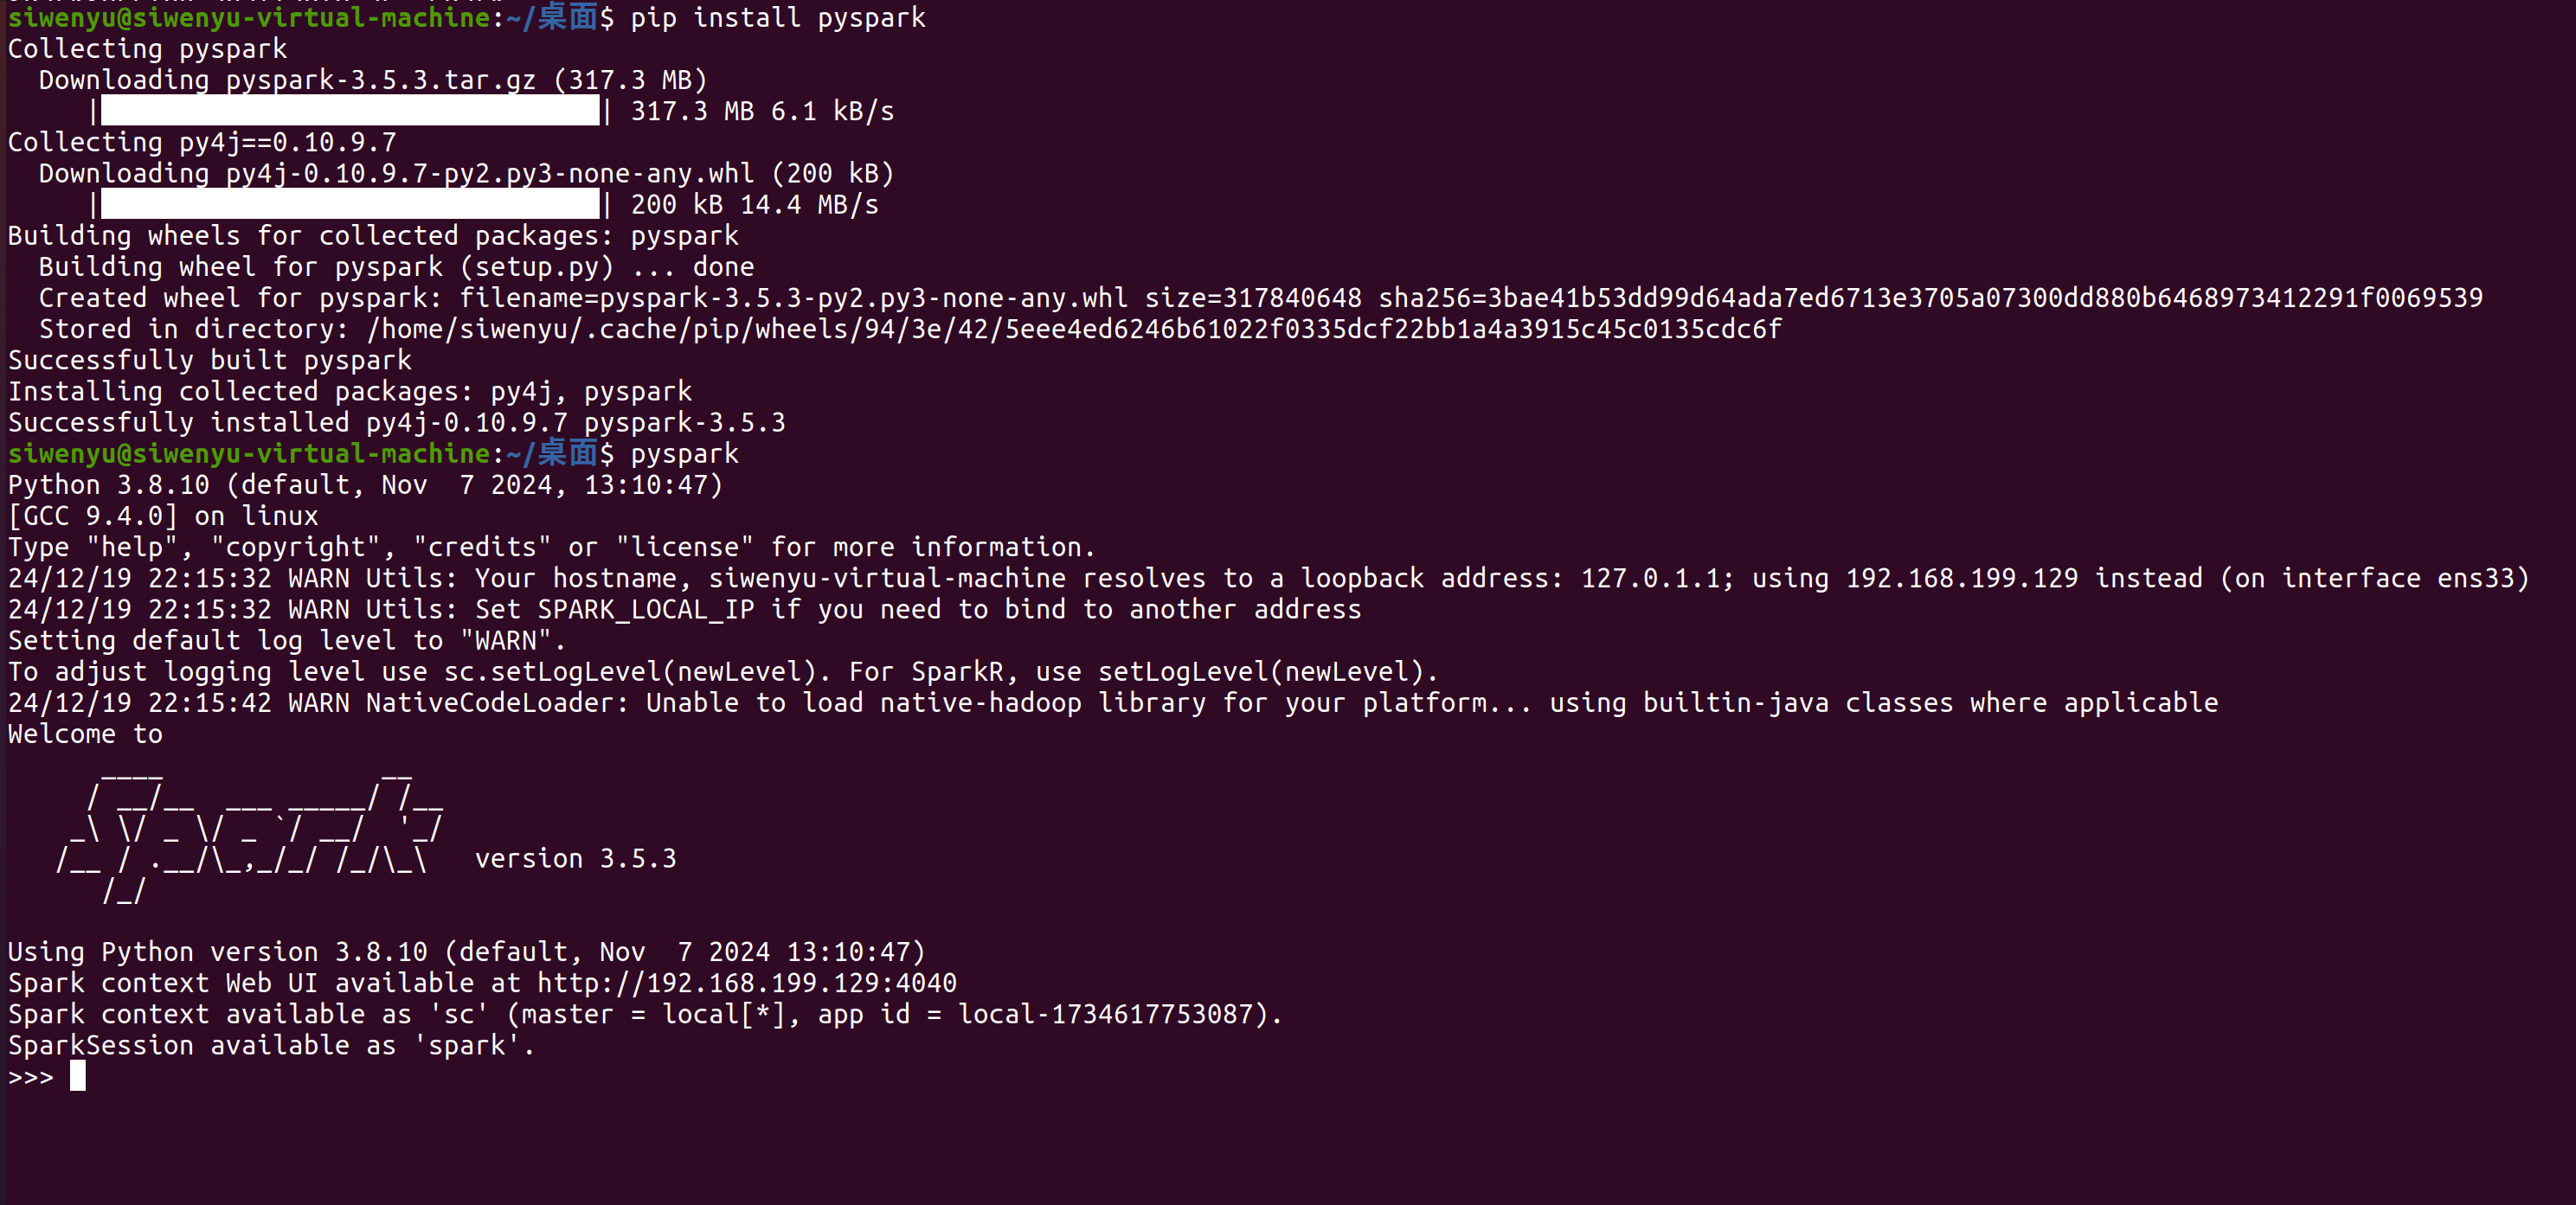 siwenyu@siwenyu-virtual-machine:~/桌面$ pip install pyspark
Collecting pyspark
  Downloading pyspark-3.5.3.tar.gz (317.3 MB)
     |████████████████████████████████| 317.3 MB 6.1 kB/s
Collecting py4j==0.10.9.7
  Downloading py4j-0.10.9.7-py2.py3-none-any.whl (200 kB)
     |████████████████████████████████| 200 kB 14.4 MB/s
Building wheels for collected packages: pyspark
  Building wheel for pyspark (setup.py) ... done
  Created wheel for pyspark: filename=pyspark-3.5.3-py2.py3-none-any.whl size=317840648 sha256=3bae41b53dd99d64ada7ed6713e3705a07300dd880b6468973412291f0069539
  Stored in directory: /home/siwenyu/.cache/pip/wheels/94/3e/42/5eee4ed6246b61022f0335dcf22bb1a4a3915c45c0135cdc6f
Successfully built pyspark
Installing collected packages: py4j, pyspark
Successfully installed py4j-0.10.9.7 pyspark-3.5.3
siwenyu@siwenyu-virtual-machine:~/桌面$ pyspark
Python 3.8.10 (default, Nov  7 2024, 13:10:47)
[GCC 9.4.0] on linux
Type "help", "copyright", "credits" or "license" for more information.
24/12/19 22:15:32 WARN Utils: Your hostname, siwenyu-virtual-machine resolves to a loopback address: 127.0.1.1; using 192.168.199.129 instead (on interface ens33)
24/12/19 22:15:32 WARN Utils: Set SPARK_LOCAL_IP if you need to bind to another address
Setting default log level to "WARN".
To adjust logging level use sc.setLogLevel(newLevel). For SparkR, use setLogLevel(newLevel).
24/12/19 22:15:42 WARN NativeCodeLoader: Unable to load native-hadoop library for your platform... using builtin-java classes where applicable
Welcome to
      ____              __
     / __/__  ___ _____/ /__
    _\ \/ _ \/ _ `/ __/  '_/
   /__ / .__/\_,_/_/ /_/\_\   version 3.5.3
      /_/
Using Python version 3.8.10 (default, Nov  7 2024 13:10:47)
Spark context Web UI available at http://192.168.199.129:4040
Spark context available as 'sc' (master = local[*], app id = local-1734617753087).
SparkSession available as 'spark'.
>>>